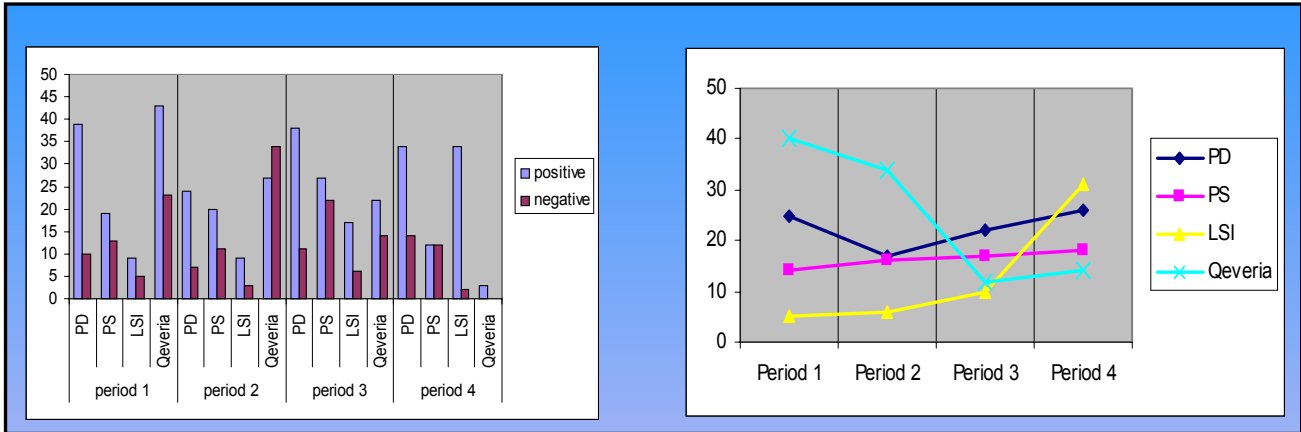 50
45
40
35
30
25
20
15
10
5
0
PD
PS
LSI
Qeveria
PD
PS
LSI
Qeveria
PD
PS
LSI
Qeveria
PD
PS
LSI
Qeveria
period 1
period 2
period 3
period 4
positive
negative
50
40
30
20
10
0
Period 1
Period 2
Period 3
Period 4
PD
PS
LSI
Qeveria